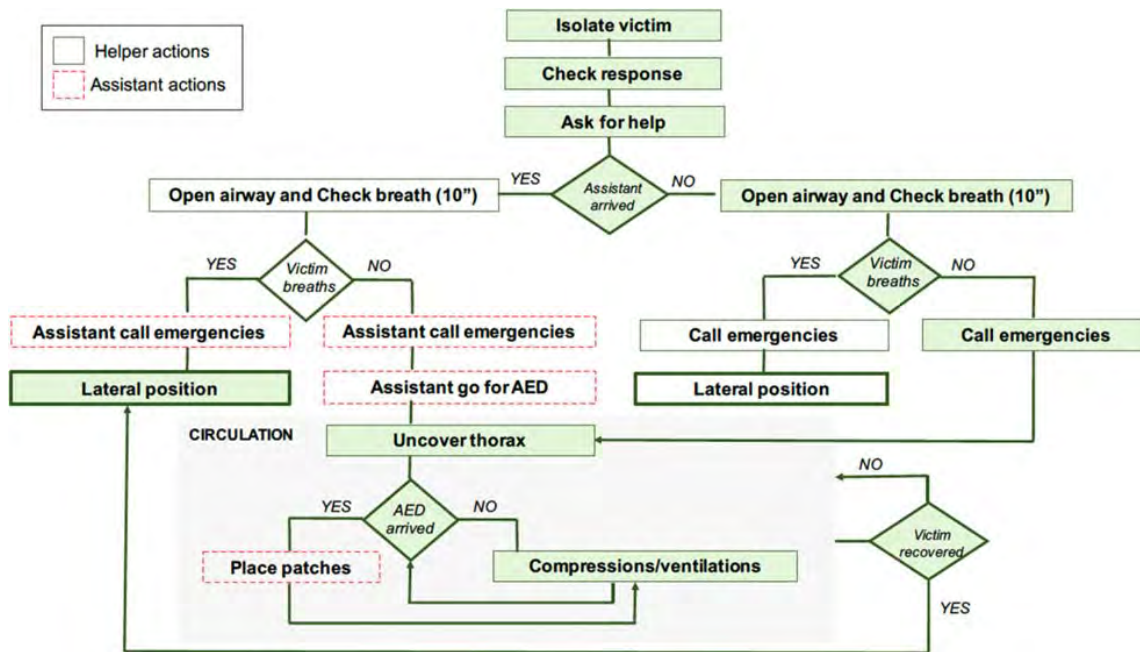 Helper actions
Assistant actions
Isolate victim
Check response
Ask for help
Assistant
arrived
YES
NO
Open airway and Check breath (10”)
Open airway and Check breath (10”)
Victim
breaths
YES
NO
Victim
breaths
YES
NO
Assistant call emergencies
Assistant call emergencies
Call emergencies
Call emergencies
Lateral position
Assistant go for AED
Lateral position
CIRCULATION
Uncover thorax
YES
AED
arrived
NO
NO
Victim
recovered
Place patches
Compressions/ventilations
YES